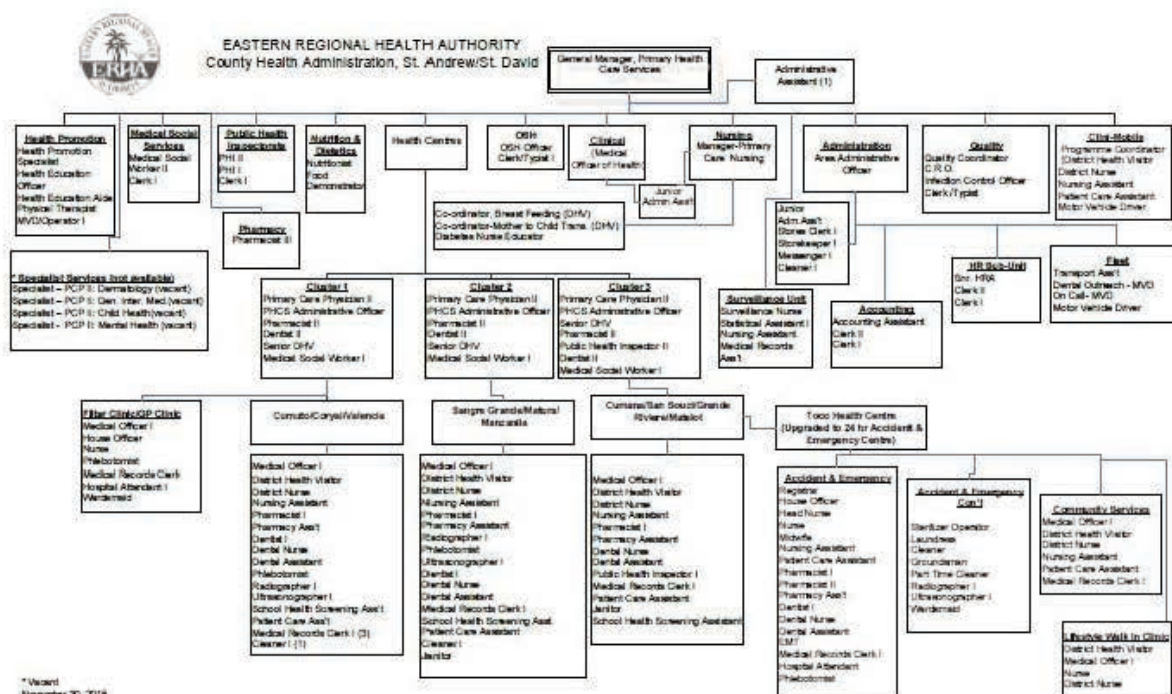 ERHA
EASTERN REGIONAL HEALTH AUTHORITY
County Health Administration, St. Andrew/St. David
General Manager, Primary Health
Care Services
Administrative
Assistant (1)
Health Promotion
Health Promotion
Specialist
Health Education
Officer
Health Education Aide
Physical Therapist
MVD/Operator I
Medical Social
Services
Medical Social
Worker II
Clerk I
Public Health
Inspectorate
PHI II
PHI I
Clerk I
Nutrition &
Dietetics
Nutritionist
Food
Demonstrator
Health Centres
OSH
OSH Officer
Clerk/Typist I
Clinical
(Medical
Officer of Health)
Nursing
Manager-Primary
Care Nursing
Junior
Admin Ass't
Administration
Area Administrative
Officer
Quality
Quality Coordinator
C.R.O.
Infection Control Officer
Clerk/Typist
Clini-Mobile
Programme Coordinator
(District Health Visitor
District Nurse
Nursing Assistant
Patient Care Assistant
Motor Vehicle Driver
Pharmacy
Pharmacist III
Co-ordinator, Breast Feeding (DHV)
Co-ordinator-Mother to Child Trans. (DHV)
Diabetes Nurse Educator
Junior
Adm. Ass't
Stores Clerk I
Storekeeper I
Messenger I
Cleaner I
* Specialist Services (not available)
Specialist – PCP II: Dermatology (vacant)
Specialist – PCP II: Gen. Inter. Med.(vacant)
Specialist – PCP II: Child Health(vacant)
Specialist - PCP II: Mental Health (vacant)
Cluster 1
Primary Care Physician II
PHCS Administrative Officer
Pharmacist II
Dentist II
Senior DHV
Medical Social Worker I
Cluster 2
Primary Care Physician II
PHCS Administrative Officer
Pharmacist II
Dentist II
Senior DHV
Medical Social Worker I
Cluster 3
Primary Care Physician II
PHCS Administrative Officer
Senior DHV
Pharmacist II
Public Health Inspector II
Dentist II
Medical Social Worker I
Surveillance Unit
Surveillance Nurse
Statistical Assistant I
Nursing Assistant
Medical Records
Ass't
Accounting
Accounting Assistant
Clerk II
Clerk I
HR Sub-Unit
Snr. HRA
Clerk II
Clerk I
Fleet
Transport Ass't
Dental Outreach - MVD
On Call- MVD
Motor Vehicle Driver
Filter Clinic/GP Clinic
Medical Officer I
House Officer
Nurse
Phlebotomist
Medical Records Clerk
Hospital Attendant I
Wardsmaid
Cumuto/Coryal/Valencia
Sangre Grande/Matura/
Manzanilla
Cumana/San Souci/Grande
Riviere/Matelot
Toco Health Centre
(Upgraded to 24 hr Accident &
Emergency Centre)
Medical Officer I
District Health Visitor
District Nurse
Nursing Assistant
Pharmacist I
Pharmacy Ass't
Dentist I
Dental Nurse
Dental Assistant
Phlebotomist
Radiographer I
Ultrasonographer I
School Health Screening Ass't
Patient Care Ass't
Medical Records Clerk I (3)
Cleaner I (1)
Medical Officer I
District Health Visitor
District Nurse
Nursing Assistant
Pharmacist I
Pharmacy Assistant
Radiographer I
Phlebotomist
Ultrasonographer I
Dentist I
Dental Nurse
Dental Assistant
Medical Records Clerk I
School Health Screening Asst.
Patient Care Assistant
Cleaner I
Janitor
Medical Officer I
District Health Visitor
District Nurse
Nursing Assistant
Pharmacist I
Pharmacy Assistant
Dental Nurse
Dental Assistant
Public Health Inspector I
Medical Records Clerk I
Patient Care Assistant
Janitor
School Health Screening Assistant
Accident & Emergency
Registrar
House Officer
Head Nurse
Nurse
Midwife
Nursing Assistant
Patient Care Assistant
Pharmacist I
Pharmacist II
Pharmacy Ass't
Dentist I
Dental Nurse
Dental Assistant
EMT
Medical Records Clerk I
Hospital Attendant
Phlebotomist
Accident & Emergency
Con't
Sterilizer Operator
Laundress
Cleaner
Groundsman
Part Time Cleaner
Radiographer I
Ultrasonographer I
Wardsmaid
Community Services
Medical Officer I
District Health Visitor
District Nurse
Nursing Assistant
Patient Care Assistant
Medical Records Clerk I
Lifestyle Walk In Clinic
District Health Visitor
Medical Officer I
Nurse
District Nurse
* Vacant